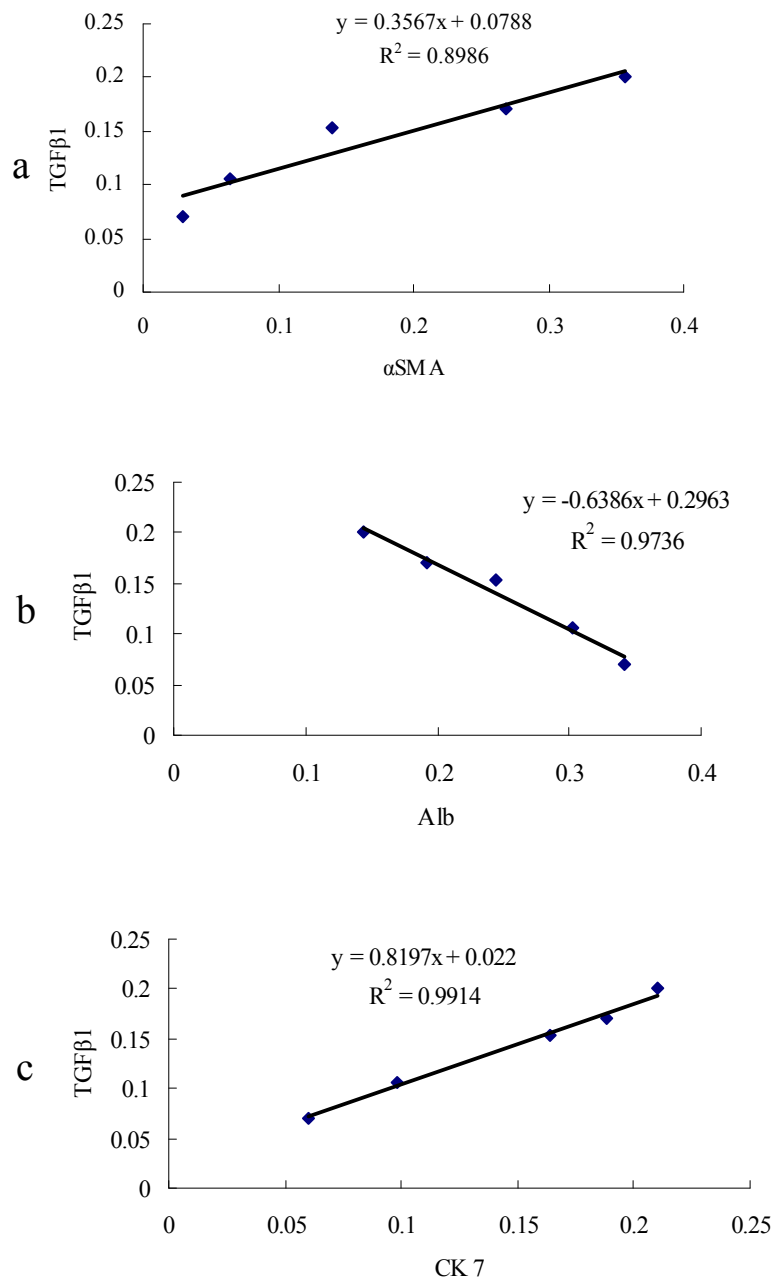 y = 0.3567x + 0.0788
R² = 0.8986
0.25
0.2
0.15
0.1
0.05
0
a
TGFβ1
0 0.1 0.2 0.3 0.4
αSMA
y = -0.6386x + 0.2963
R² = 0.9736
0.25
0.2
0.15
0.1
0.05
0
b
TGFβ1
0 0.1 0.2 0.3 0.4
Alb
y = 0.8197x + 0.022
R² = 0.9914
0.25
0.2
0.15
0.1
0.05
0
c
TGFβ1
0 0.05 0.1 0.15 0.2 0.25
CK 7